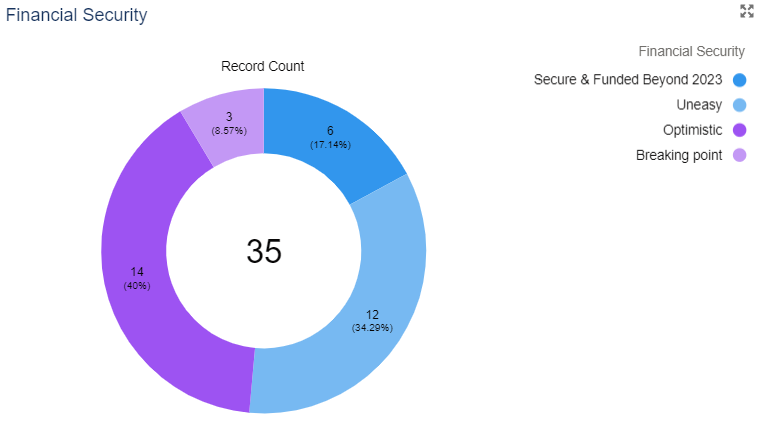 Financial Security
Record Count
Financial Security
Secure & Funded Beyond 2023
Uneasy
Optimistic
Breaking point
3
(8.57%)
6
(17.14%)
35
14
(40%)
12
(34.29%)